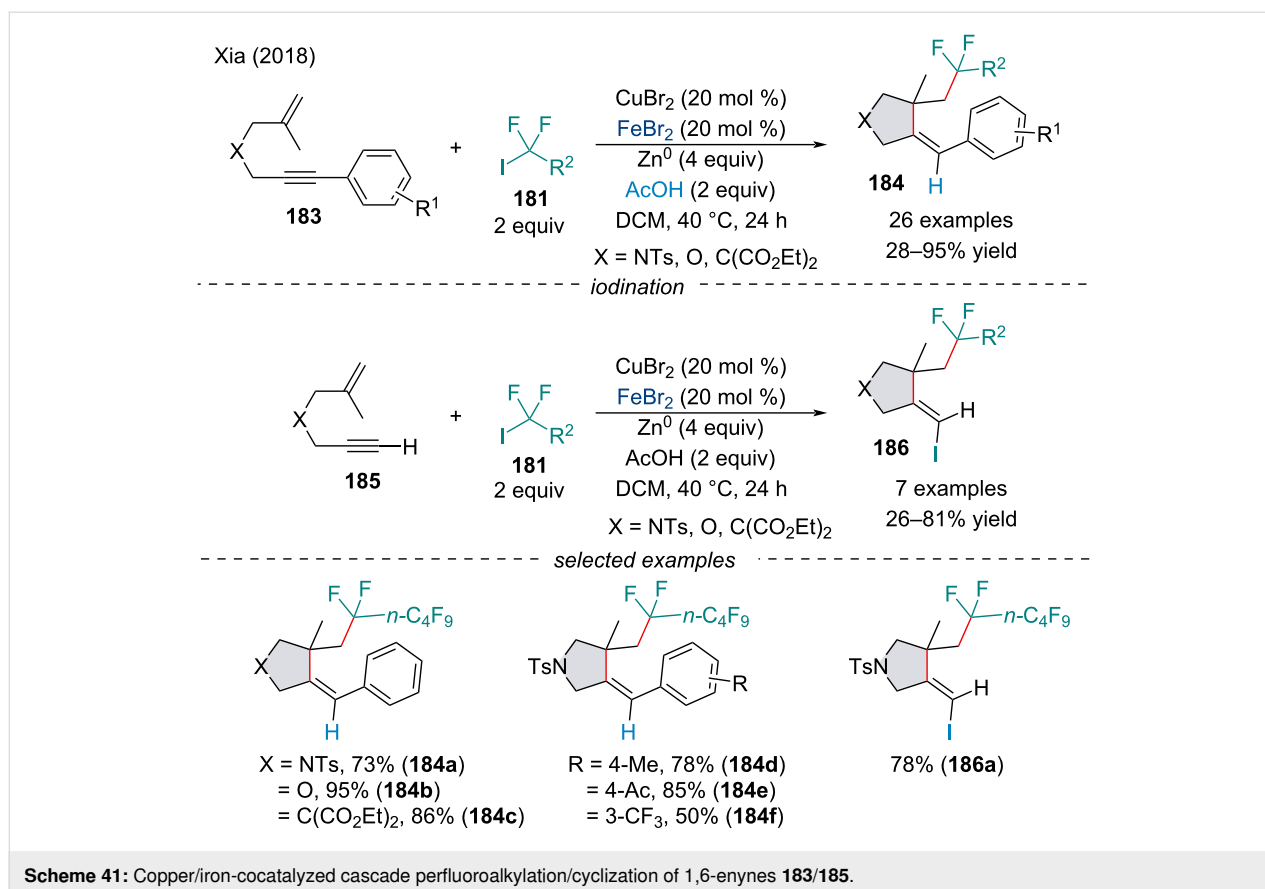 Xia (2018)
X
183
R¹
+
F F
I R²
181
2 equiv
CuBr₂ (20 mol %)
FeBr₂ (20 mol %)
Zn⁰ (4 equiv)
AcOH (2 equiv)
DCM, 40 °C, 24 h
X = NTs, O, C(CO₂Et)₂
F F
R²
X
R¹
184
H
26 examples
28–95% yield
iodination
X
H
185
+
F F
I R²
181
2 equiv
CuBr₂ (20 mol %)
FeBr₂ (20 mol %)
Zn⁰ (4 equiv)
AcOH (2 equiv)
DCM, 40 °C, 24 h
X = NTs, O, C(CO₂Et)₂
F F
R²
X
H
186
I
7 examples
26–81% yield
selected examples
F F
n-C₄F₉
X
H
X = NTs, 73% (184a)
= O, 95% (184b)
= C(CO₂Et)₂, 86% (184c)
F F
n-C₄F₉
TsN
R
H
R = 4-Me, 78% (184d)
= 4-Ac, 85% (184e)
= 3-CF₃, 50% (184f)
F F
n-C₄F₉
TsN
H
I
78% (186a)
Scheme 41: Copper/iron-cocatalyzed cascade perfluoroalkylation/cyclization of 1,6-enynes 183/185.